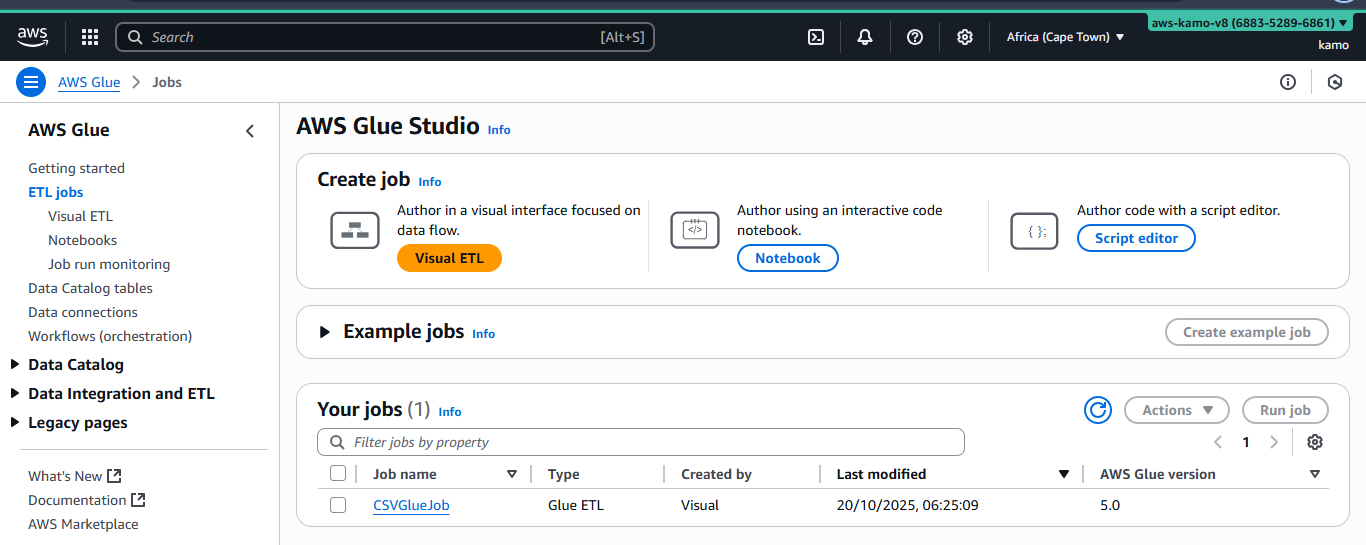 aws
Search [Alt+S]
Africa (Cape Town)
aws-kamo-v8 (6883-5289-6861)
kamo
AWS Glue
Jobs
AWS Glue
Getting started
ETL jobs
Visual ETL
Notebooks
Job run monitoring
Data Catalog tables
Data connections
Workflows (orchestration)
Data Catalog
Data Integration and ETL
Legacy pages
What's New
Documentation
AWS Marketplace
AWS Glue Studio Info
Create job Info
Author in a visual interface focused on
data flow.
Visual ETL
Author using an interactive code
notebook.
</>
Notebook
Author code with a script editor.
{ };
Script editor
Example jobs Info
Create example job
Your jobs (1) Info
Actions
Run job
Filter jobs by property
1
Job name Type Created by Last modified AWS Glue version
CSVGlueJob Glue ETL Visual 20/10/2025, 06:25:09 5.0